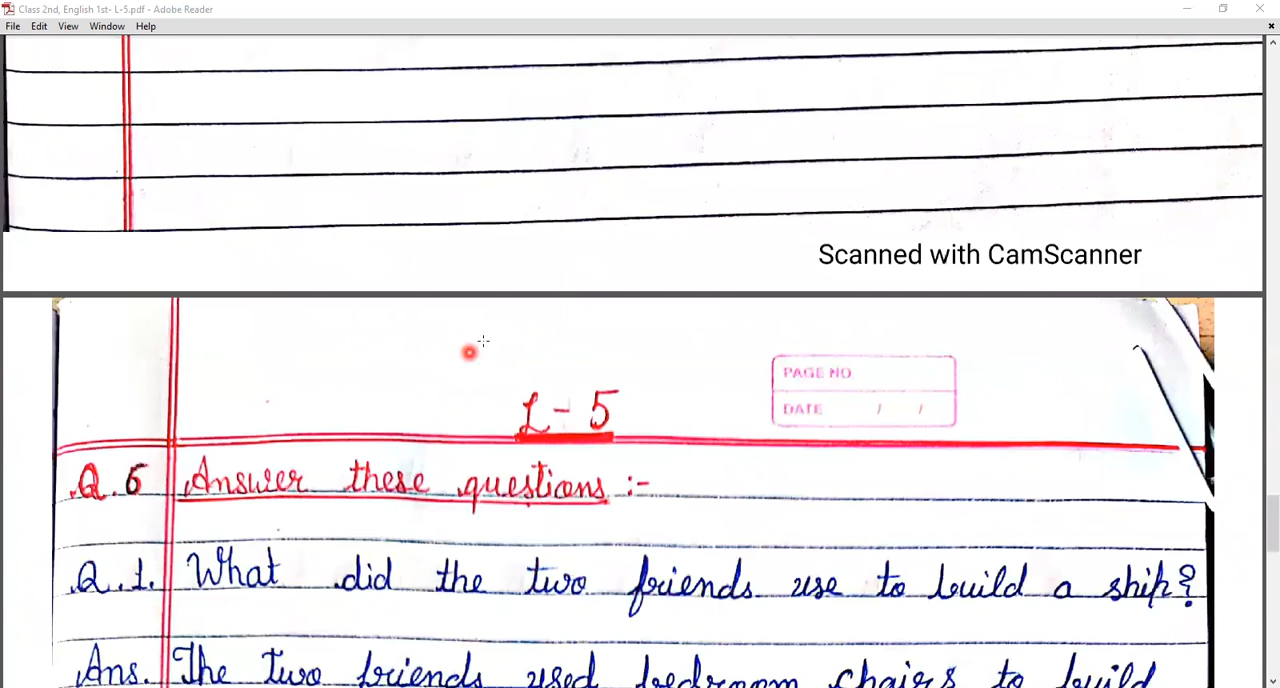 Class 2nd, English 1st- L-5.pdf - Adobe Reader
File Edit View Window Help
Scanned with CamScanner
PAGE NO
DATE / /
L - 5
Q.5 Answer these questions :-
Q.1. What did the two friends use to build a ship?
Ans. The two friends used bedroom chairs to build